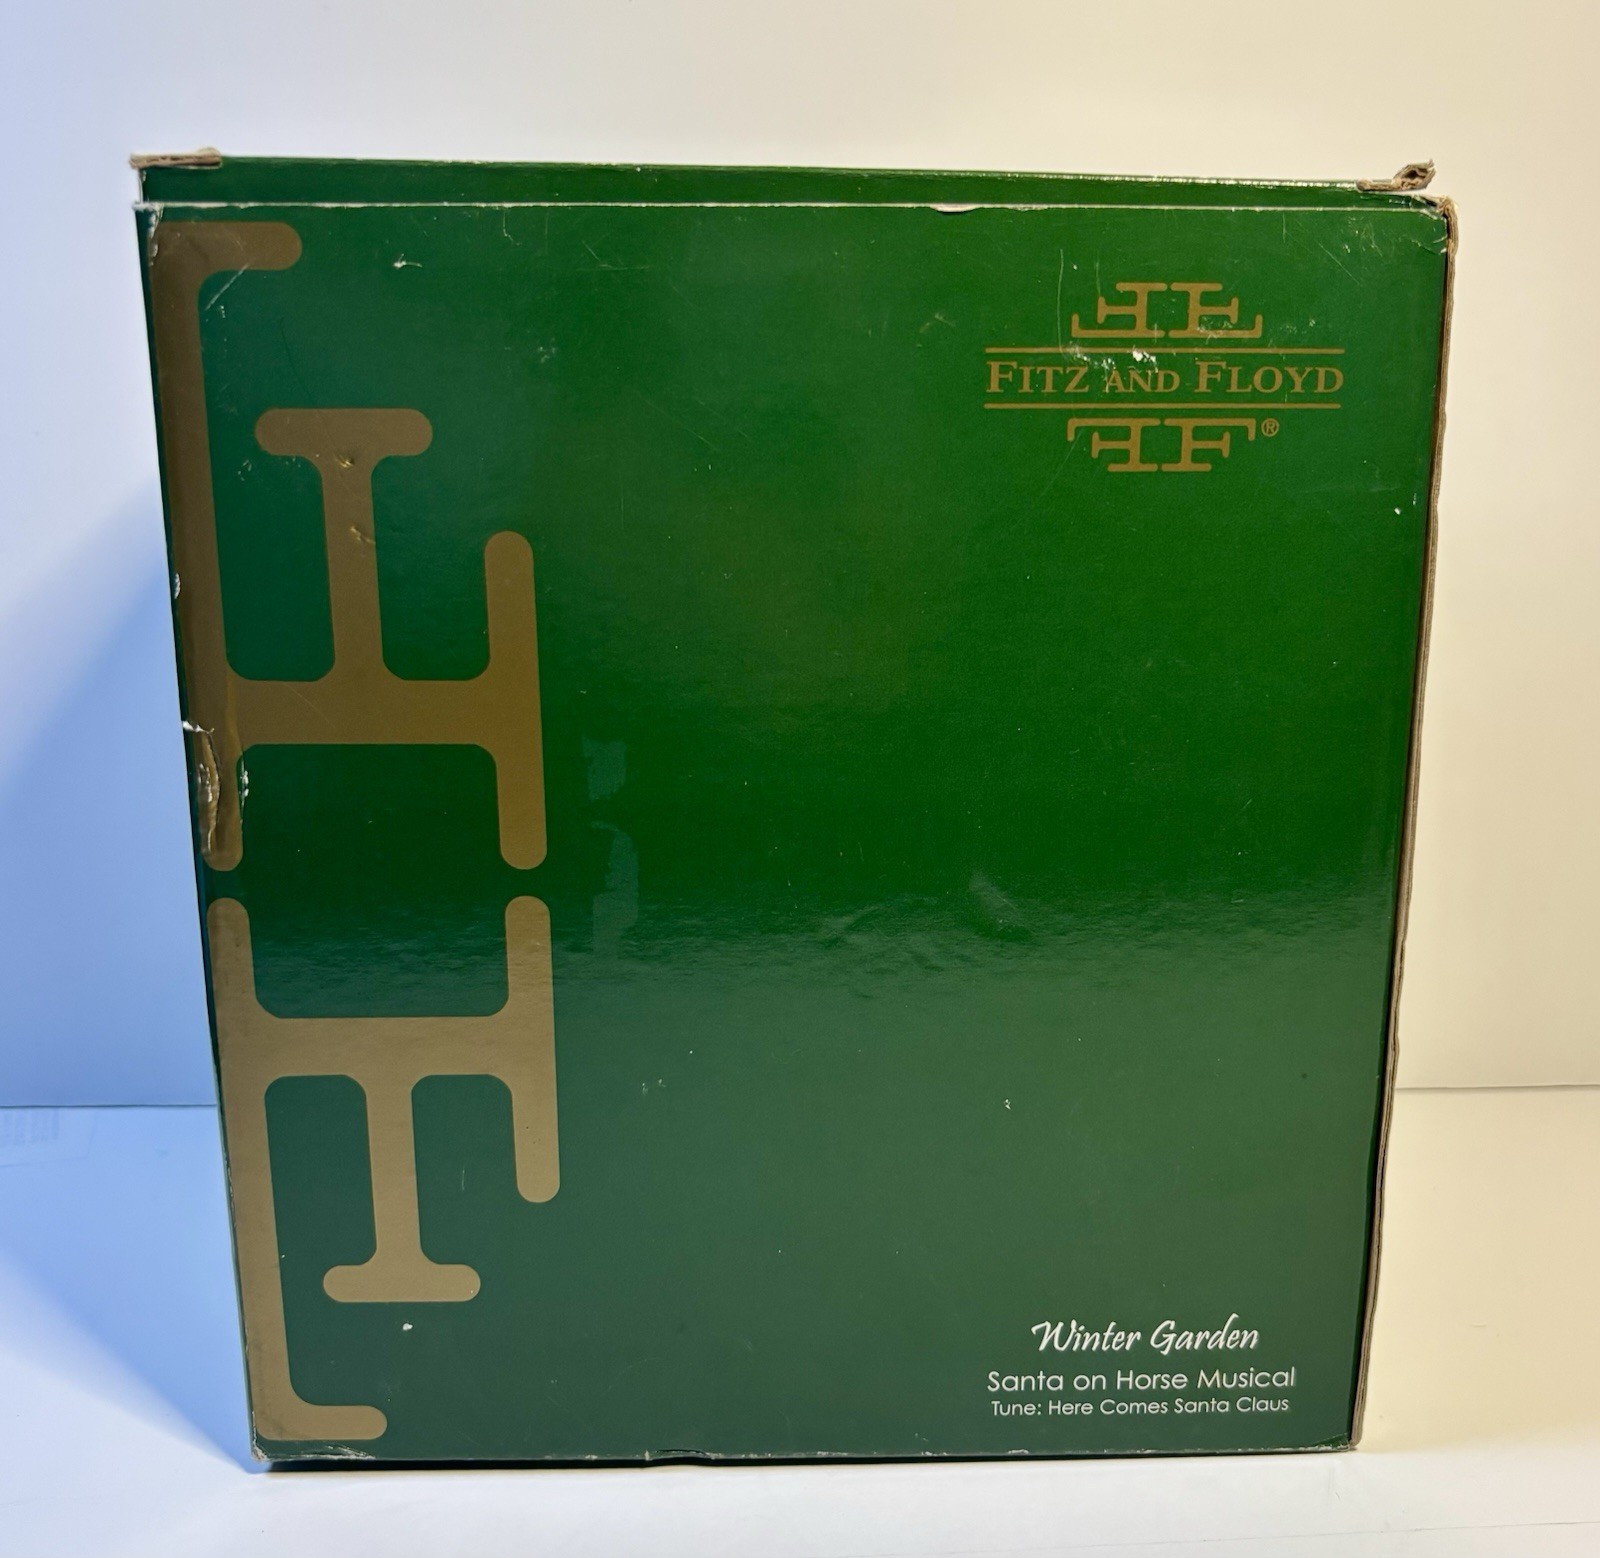 FITZ AND FLOYD
®
Winter Garden
Santa on Horse Musical
Tune: Here Comes Santa Claus